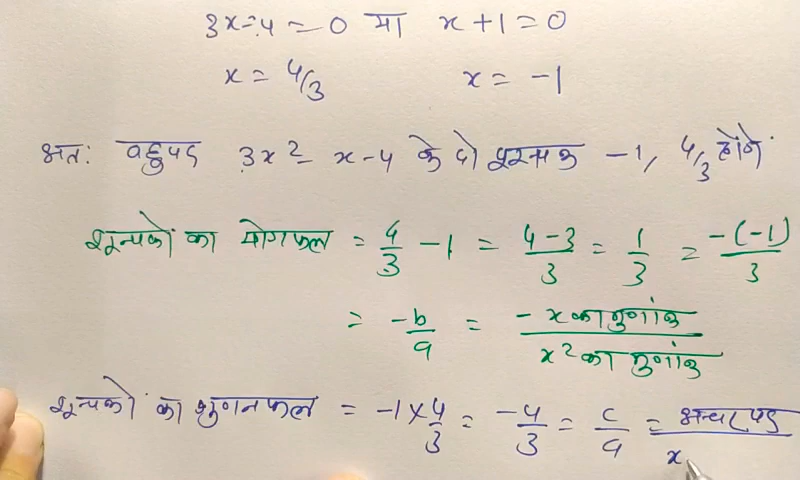 3x-4=0 या x+1=0
x = 4/3 x = -1
अतः बहुपद 3x²-x-4 के दो शून्यक -1, 4/3 होंगे
शून्यकों का योगफल = 4/3 - 1 = (4-3)/3 = 1/3 = -(-1)/3
= -b/a = -x का गुणांक / x² का गुणांक
शून्यकों का गुणनफल = -1 × 4/3 = -4/3 = c/a = अचर पद / x